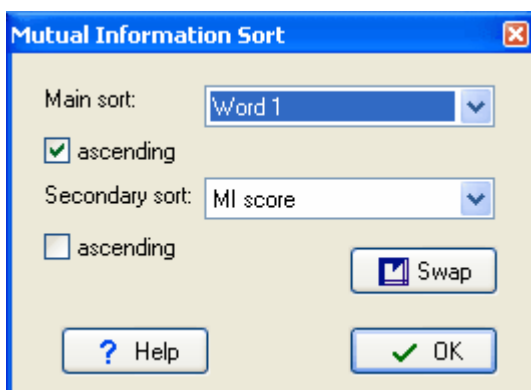 Mutual Information Sort
Main sort: Word 1
ascending
Secondary sort: MI score
ascending
Swap
? Help OK